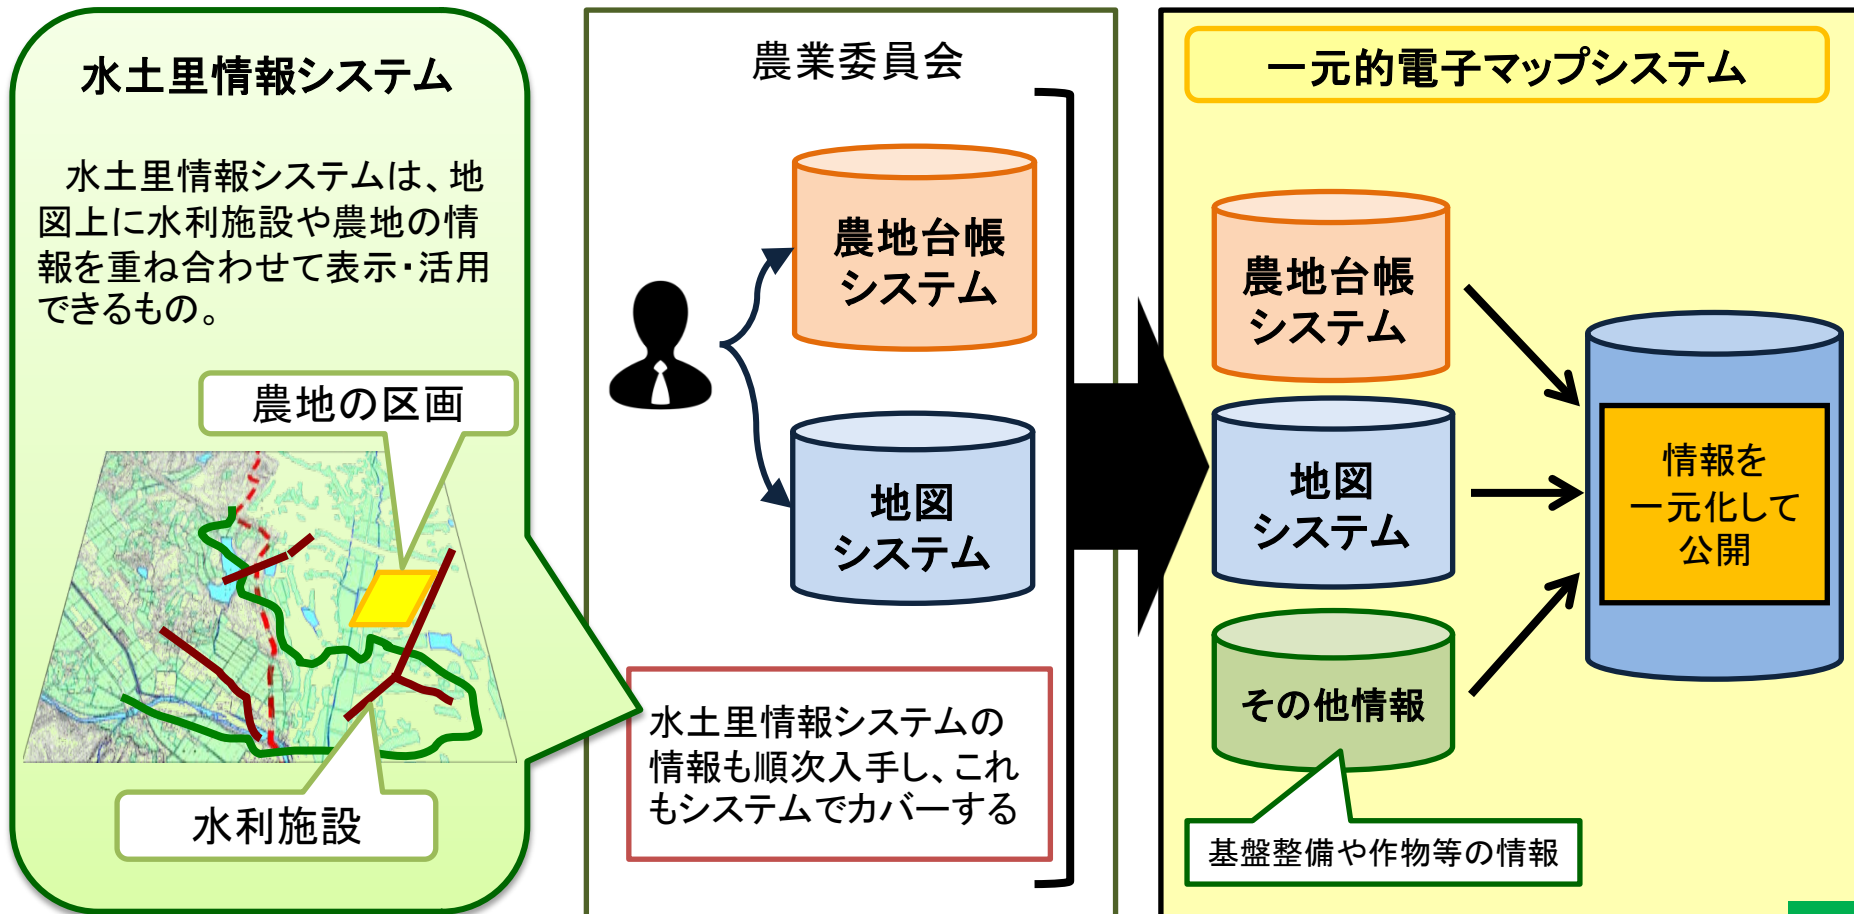 水土里情報システム
水土里情報システムは、地
図上に水利施設や農地の情
報を重ね合わせて表示・活用
できるもの。
農地の区画
水利施設
農業委員会
農地台帳
システム
地図
システム
水土里情報システムの
情報も順次入手し、これ
もシステムでカバーする
一元的電子マップシステム
農地台帳
システム
地図
システム
その他情報
基盤整備や作物等の情報
情報を
一元化して
公開